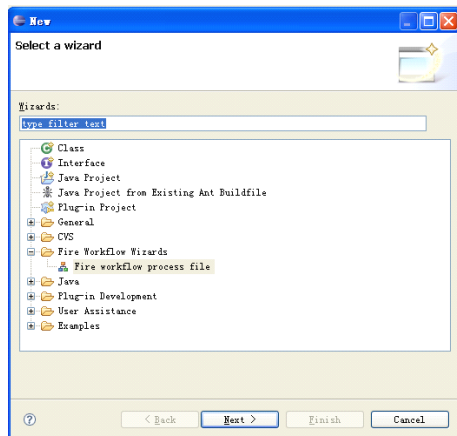 New
Select a wizard
Wizards:
type filter text
Class
Interface
Java Project
Java Project from Existing Ant Buildfile
Plug-in Project
General
CVS
Fire Workflow Wizards
Fire workflow process file
Java
Plug-in Development
User Assistance
Examples
< Back Next > Finish Cancel